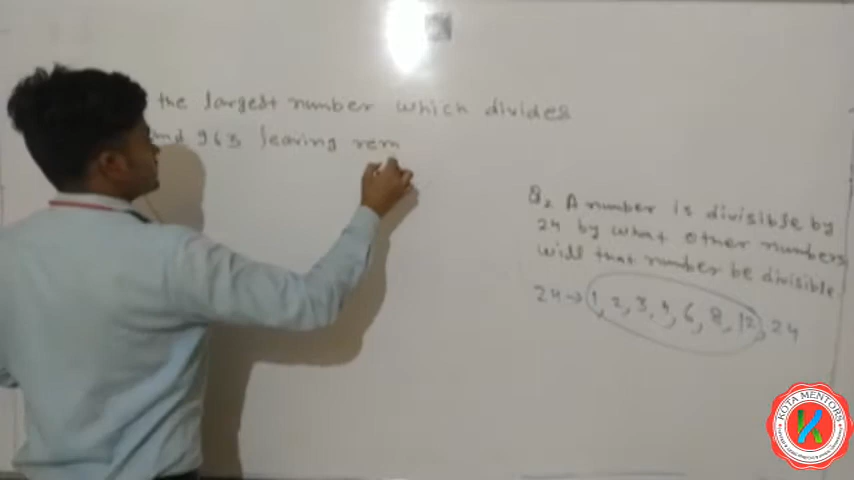 the largest number which divides
and 963 leaving rem
Q2 A number is divisible by
24 by what other numbers
will that number be divisible
24 → 1, 2, 3, 4, 6, 8, 12, 24
KOTA MENTORS